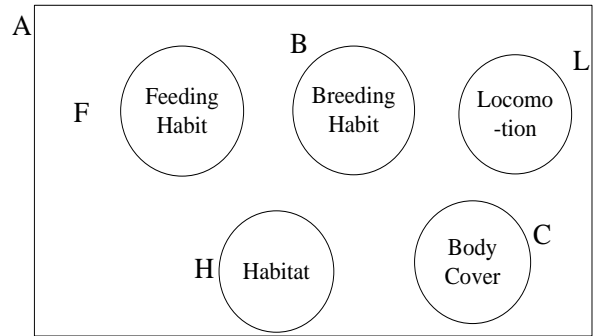 A
B
L
F
Feeding
Habit
Breeding
Habit
Locomo
-tion
H
Habitat
Body
Cover
C